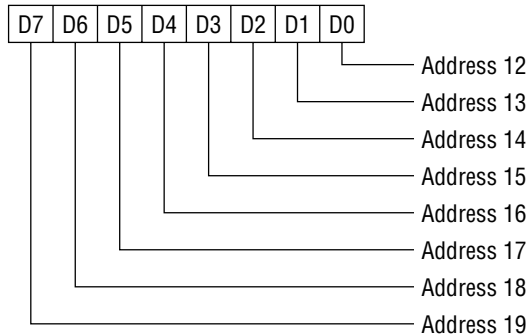 D7 D6 D5 D4 D3 D2 D1 D0
Address 12
Address 13
Address 14
Address 15
Address 16
Address 17
Address 18
Address 19